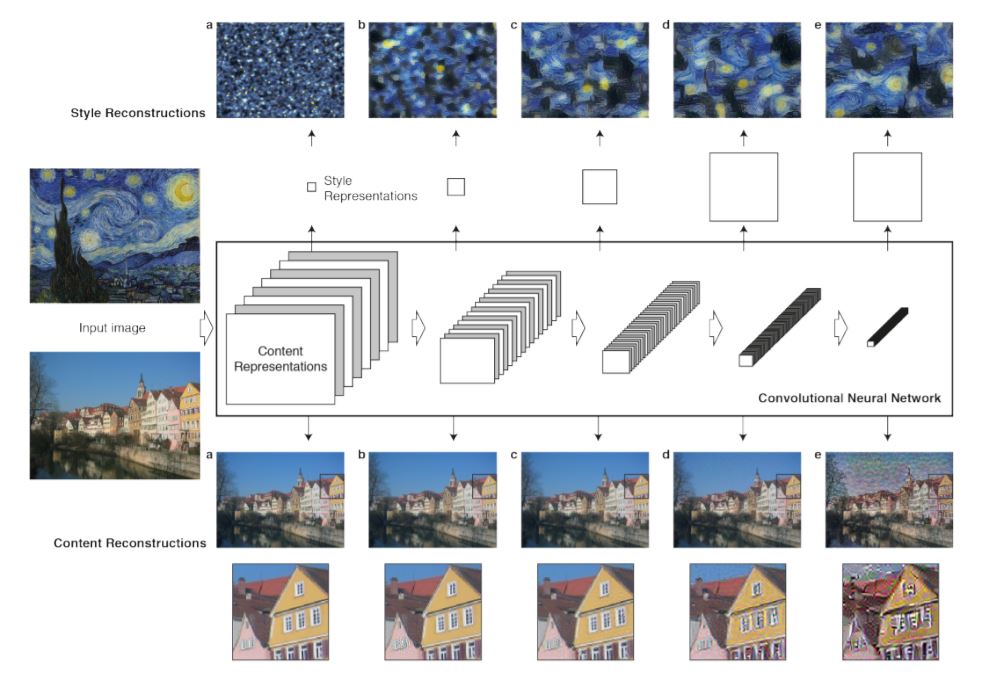 a b c d e
Style Reconstructions
Style
Representations
Input image
Content
Representations
Convolutional Neural Network
a b c d e
Content Reconstructions